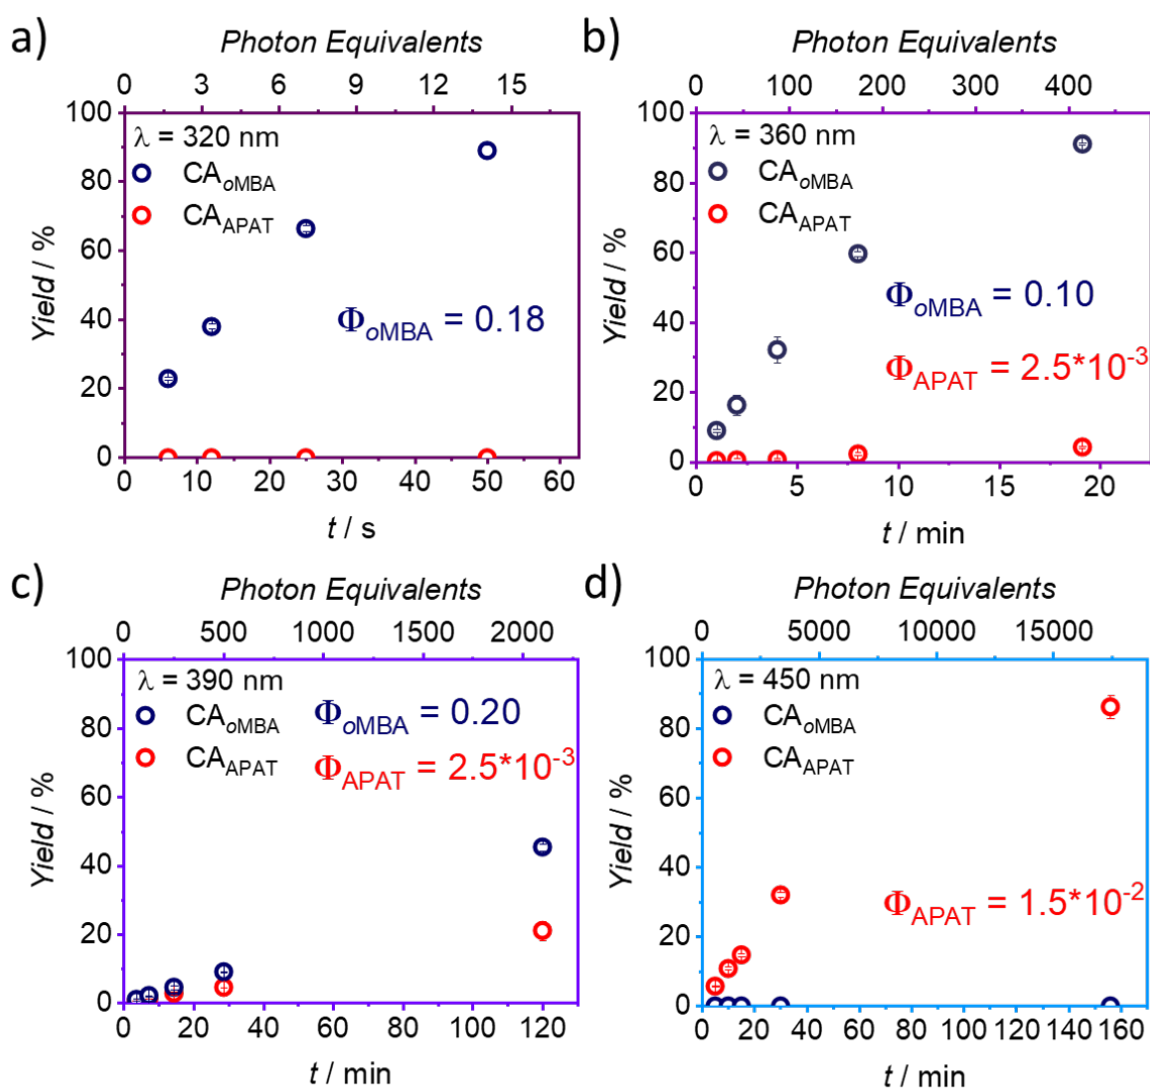 a)
Photon Equivalents
0 3 6 9 12 15
λ = 320 nm
CAoMBA
CAAPAT
ΦoMBA = 0.18
Yield / %
100
80
60
40
20
0
0 10 20 30 40 50 60
t / s
b)
Photon Equivalents
0 100 200 300 400
λ = 360 nm
CAoMBA
CAAPAT
ΦoMBA = 0.10
ΦAPAT = 2.5*10-3
Yield / %
100
80
60
40
20
0
0 5 10 15 20
t / min
c)
Photon Equivalents
0 500 1000 1500 2000
λ = 390 nm
CAoMBA
CAAPAT
ΦoMBA = 0.20
ΦAPAT = 2.5*10-3
Yield / %
100
80
60
40
20
0
0 20 40 60 80 100 120
t / min
d)
Photon Equivalents
0 5000 10000 15000
λ = 450 nm
CAoMBA
CAAPAT
ΦAPAT = 1.5*10-2
Yield / %
100
80
60
40
20
0
0 20 40 60 80 100 120 140 160
t / min